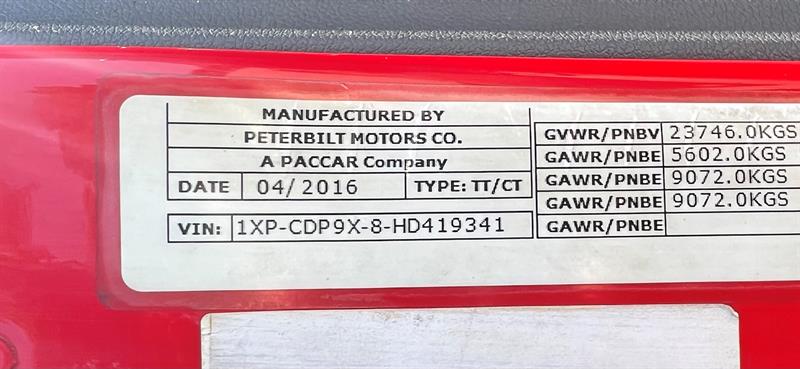 MANUFACTURED BY
PETERBILT MOTORS CO.
A PACCAR Company
DATE 04/2016 TYPE: TT/CT
VIN: 1XP-CDP9X-8-HD419341
GVWR/PNBV 23746.0KGS
GAWR/PNBE 5602.0KGS
GAWR/PNBE 9072.0KGS
GAWR/PNBE 9072.0KGS
GAWR/PNBE